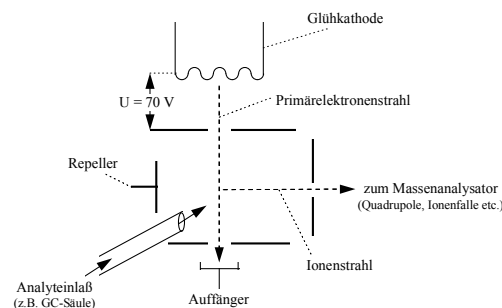 Glühkathode
U = 70 V
Primärelektronenstrahl
Repeller
zum Massenanalysator
(Quadrupole, Ionenfalle etc.)
Ionenstrahl
Analyteinlaß
(z.B. GC-Säule)
Auffänger